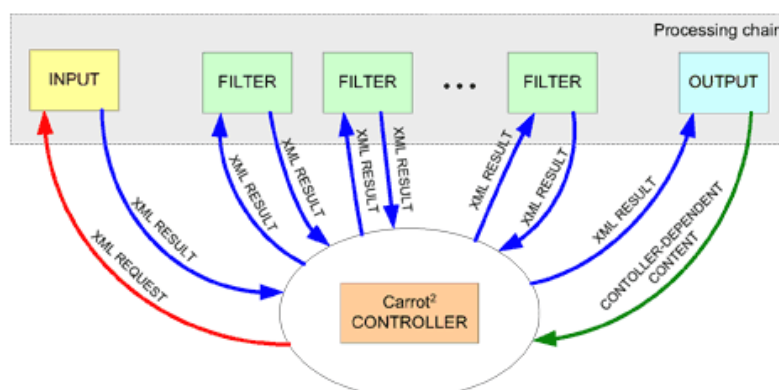 Processing chain
INPUT
FILTER
FILTER
...
FILTER
OUTPUT
XML REQUEST
XML RESULT
XML RESULT
XML RESULT
XML RESULT
XML RESULT
XML RESULT
XML RESULT
XML RESULT
CONTOLLER-DEPENDENT
CONTENT
Carrot²
CONTROLLER